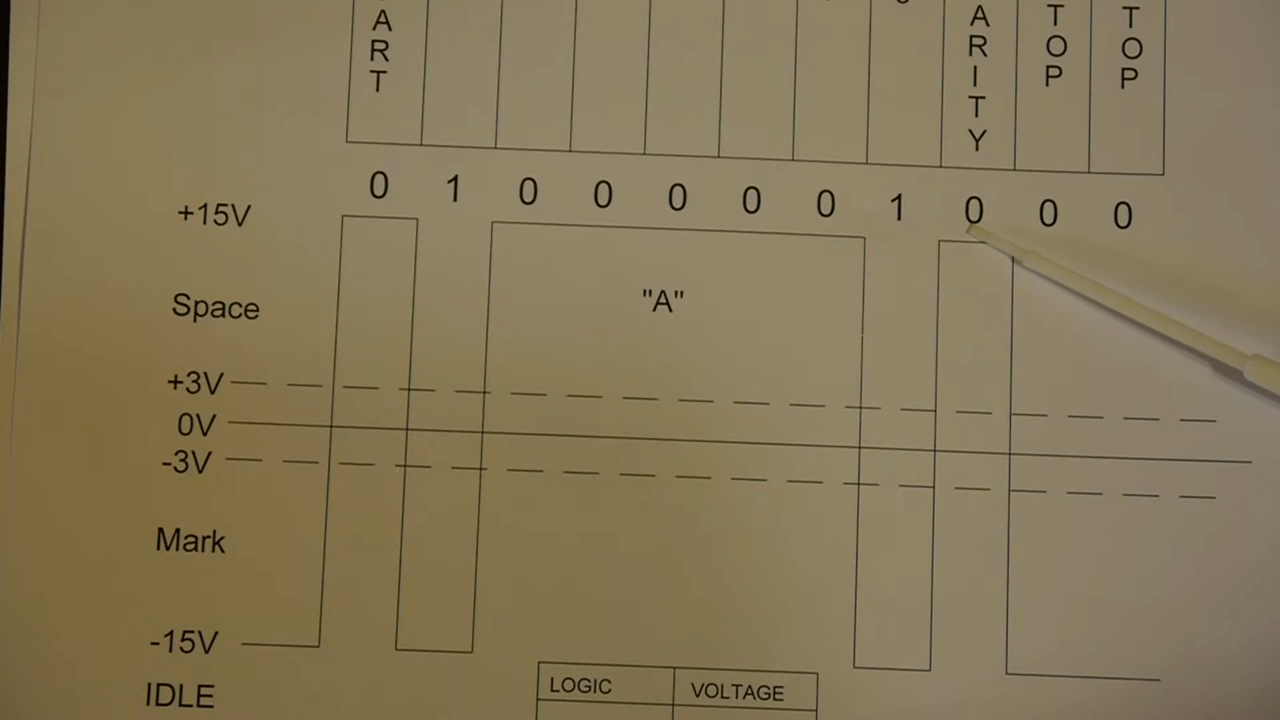 ART
ARITY
TOP
TOP
0 1 0 0 0 0 0 1 0 0 0
+15V
"A"
Space
+3V
0V
-3V
Mark
-15V
IDLE
LOGIC VOLTAGE